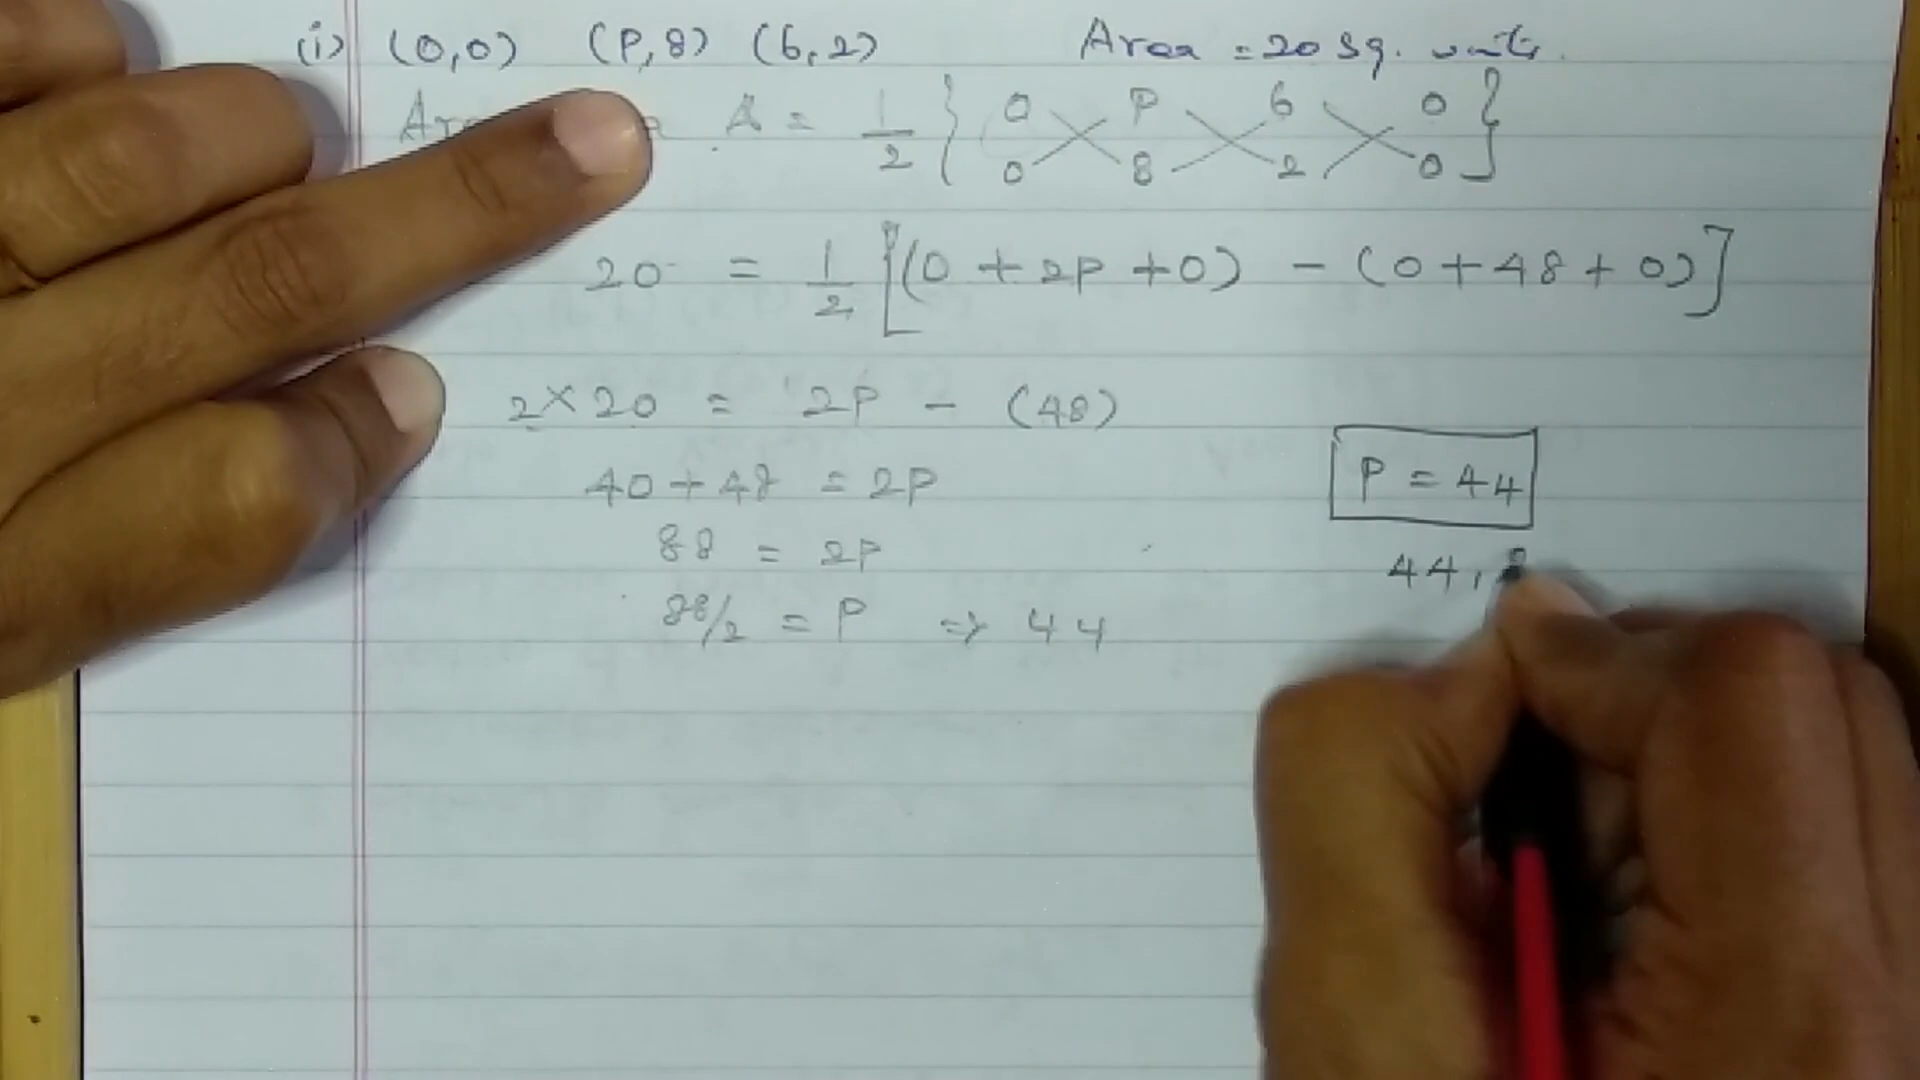 (i) (0,0) (P,8) (6,2) Area = 20 sq. units.
A = 1/2 { 0 P 6 0
0 8 2 0 }
20 = 1/2 [(0 + 2P + 0) - (0 + 48 + 0)]
2 × 20 = 2P - (48)
40 + 48 = 2P
P = 44
88 = 2P
44,
88/2 = P => 44